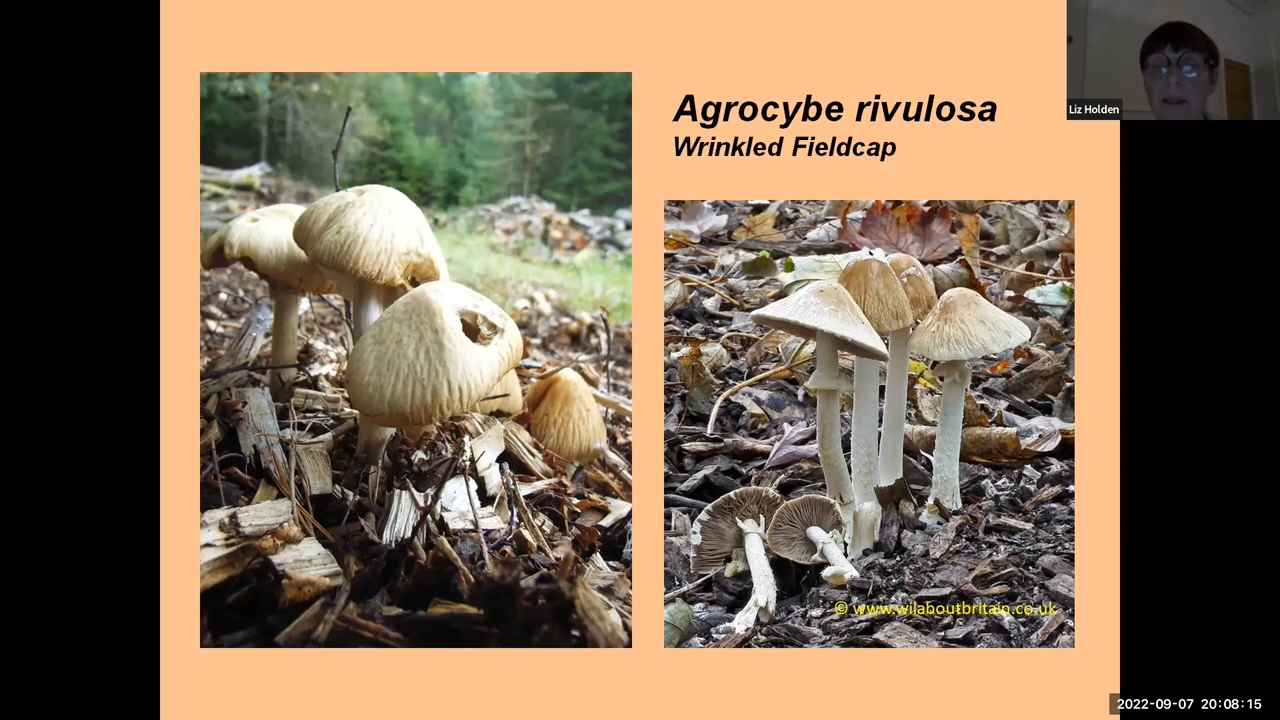 Agrocybe rivulosa
Wrinkled Fieldcap
Liz Holden
© www.wilaboutbritain.co.uk
2022-09-07 20:08:15